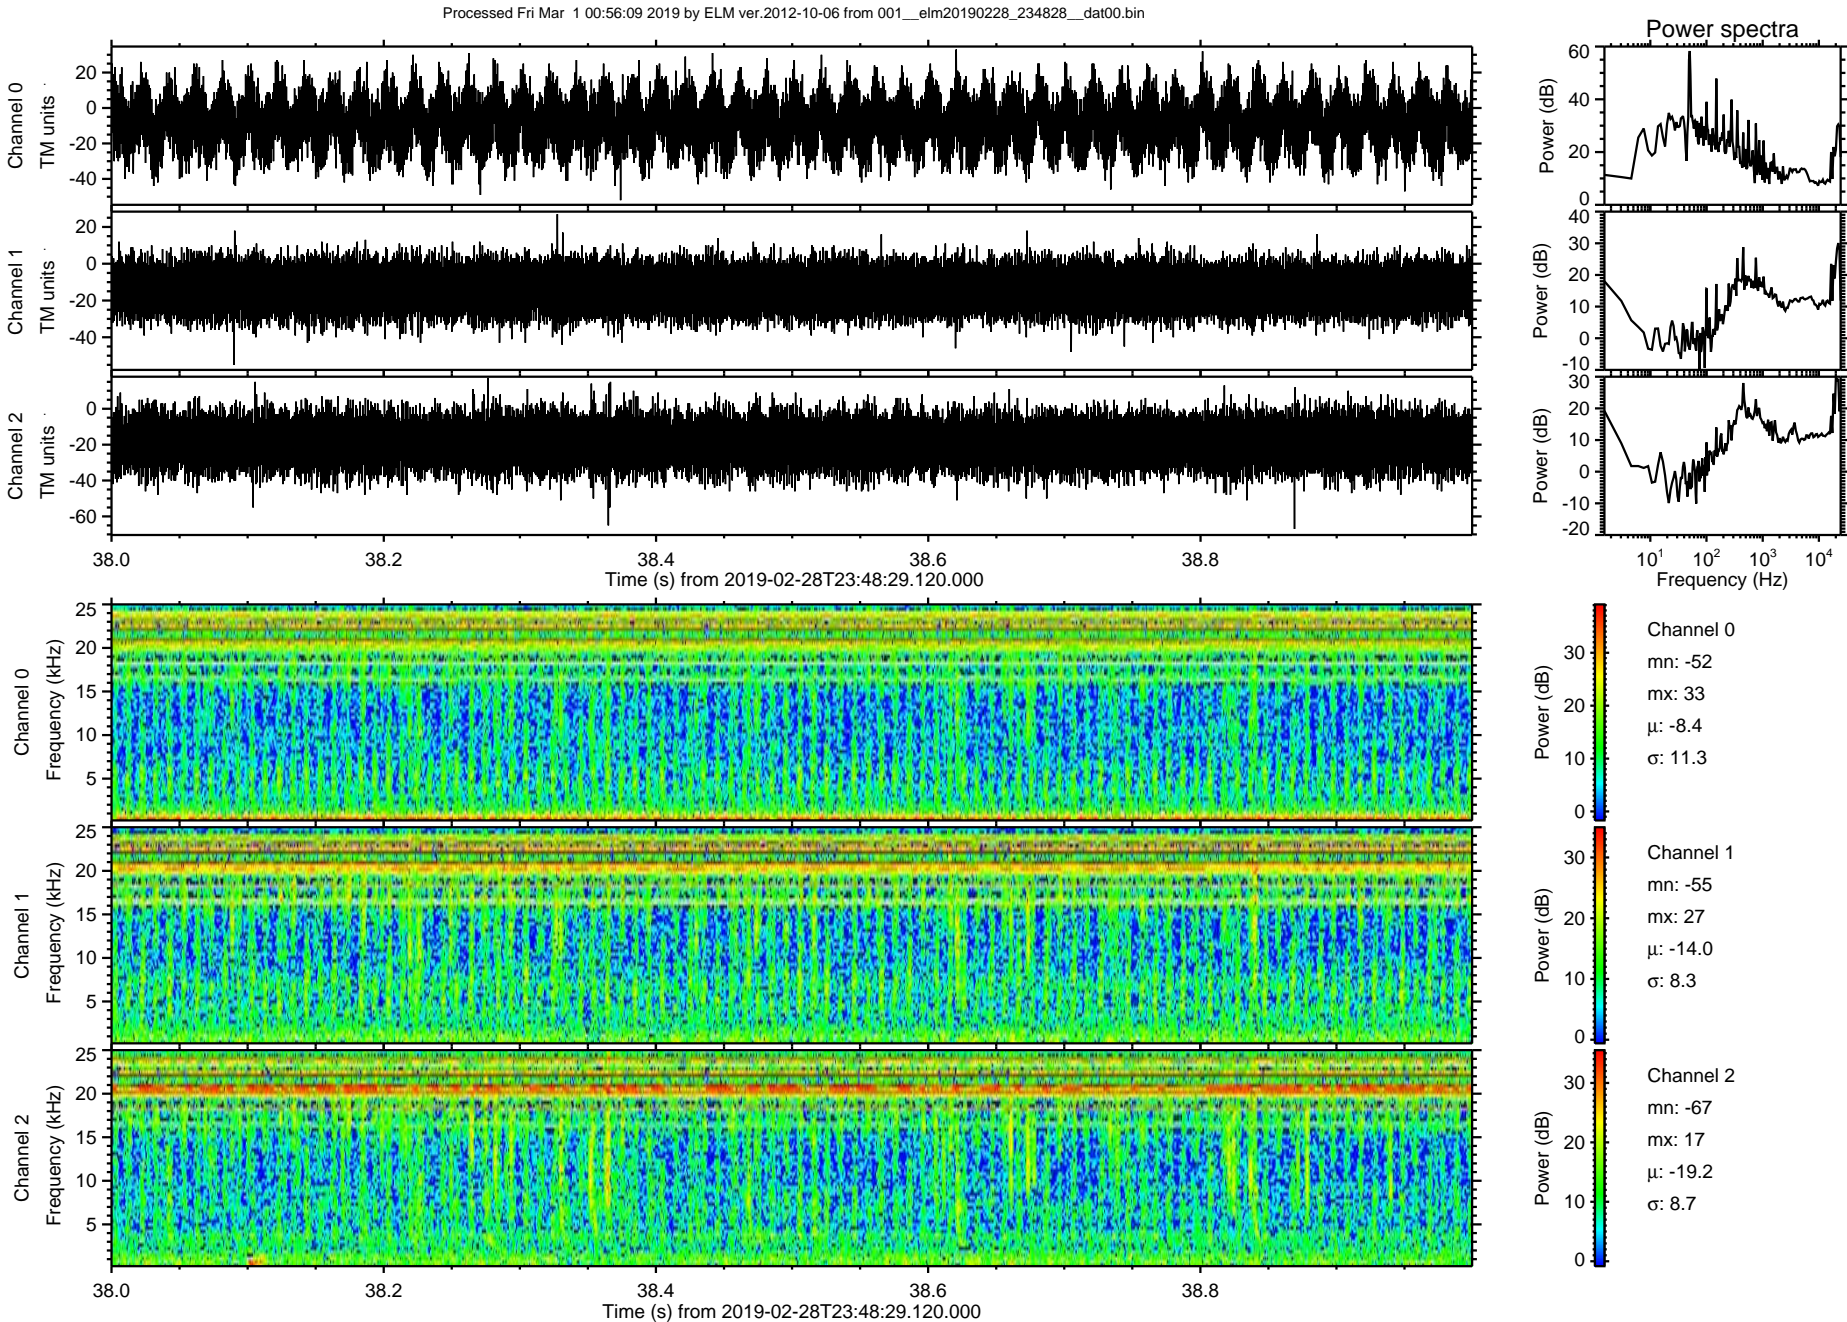 Processed Fri Mar  1 00:56:09 2019 by ELM ver.2012-10-06 from 001__elm20190228_234828__dat00.bin
Power spectra
Channel 0
TM units
20
0
-20
-40
Power (dB)
60
40
20
0
Channel 1
TM units
20
0
-20
-40
Power (dB)
40
30
20
10
0
-10
Channel 2
TM units
0
-20
-40
-60
Power (dB)
30
20
10
0
-10
-20
38.0 38.2 38.4 38.6 38.8
Time (s) from 2019-02-28T23:48:29.120.000
10^1 10^2 10^3 10^4
Frequency (Hz)
Channel 0
Frequency (kHz)
25
20
15
10
5
Power (dB)
30
20
10
0
Channel 0
mn: -52
mx: 33
μ: -8.4
σ: 11.3
Channel 1
Frequency (kHz)
25
20
15
10
5
Power (dB)
30
20
10
0
Channel 1
mn: -55
mx: 27
μ: -14.0
σ: 8.3
Channel 2
Frequency (kHz)
25
20
15
10
5
Power (dB)
30
20
10
0
Channel 2
mn: -67
mx: 17
μ: -19.2
σ: 8.7
38.0 38.2 38.4 38.6 38.8
Time (s) from 2019-02-28T23:48:29.120.000